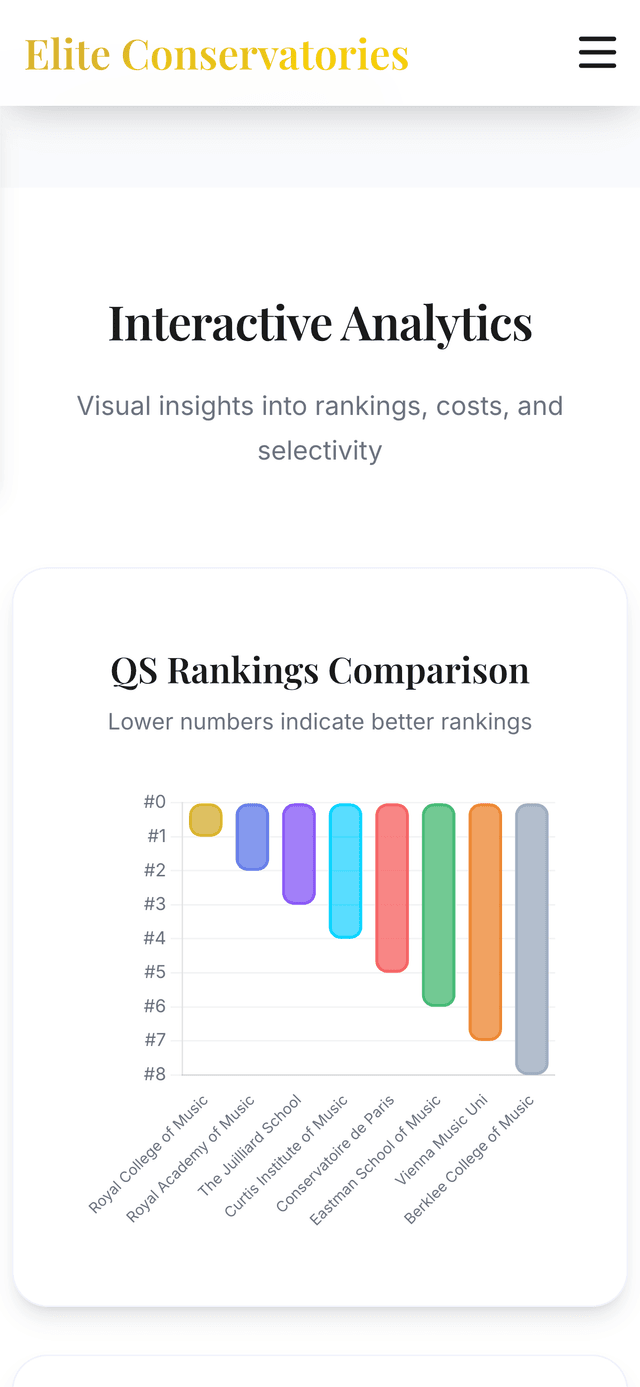 Elite Conservatories
Interactive Analytics
Visual insights into rankings, costs, and
selectivity
QS Rankings Comparison
Lower numbers indicate better rankings
#0
#1
#2
#3
#4
#5
#6
#7
#8
Royal College of Music
Royal Academy of Music
The Juilliard School
Curtis Institute of Music
Conservatoire de Paris
Eastman School of Music
Vienna Music Uni
Berklee College of Music